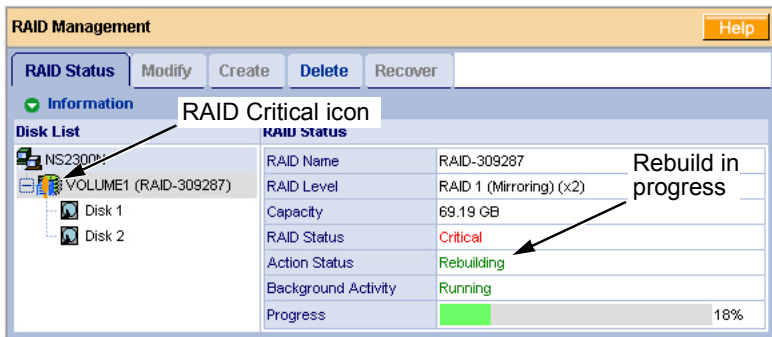 RAID Management
Help
RAID Status Modify Create Delete Recover
Information
RAID Critical icon
Disk List RAID Status
NS2300N RAID Name RAID-309287
Rebuild in
progress
VOLUME1 (RAID-309287) RAID Level RAID 1 (Mirroring) (x2)
Disk 1 Capacity 69.19 GB
Disk 2 RAID Status Critical
Action Status Rebuilding
Background Activity Running
Progress 18%